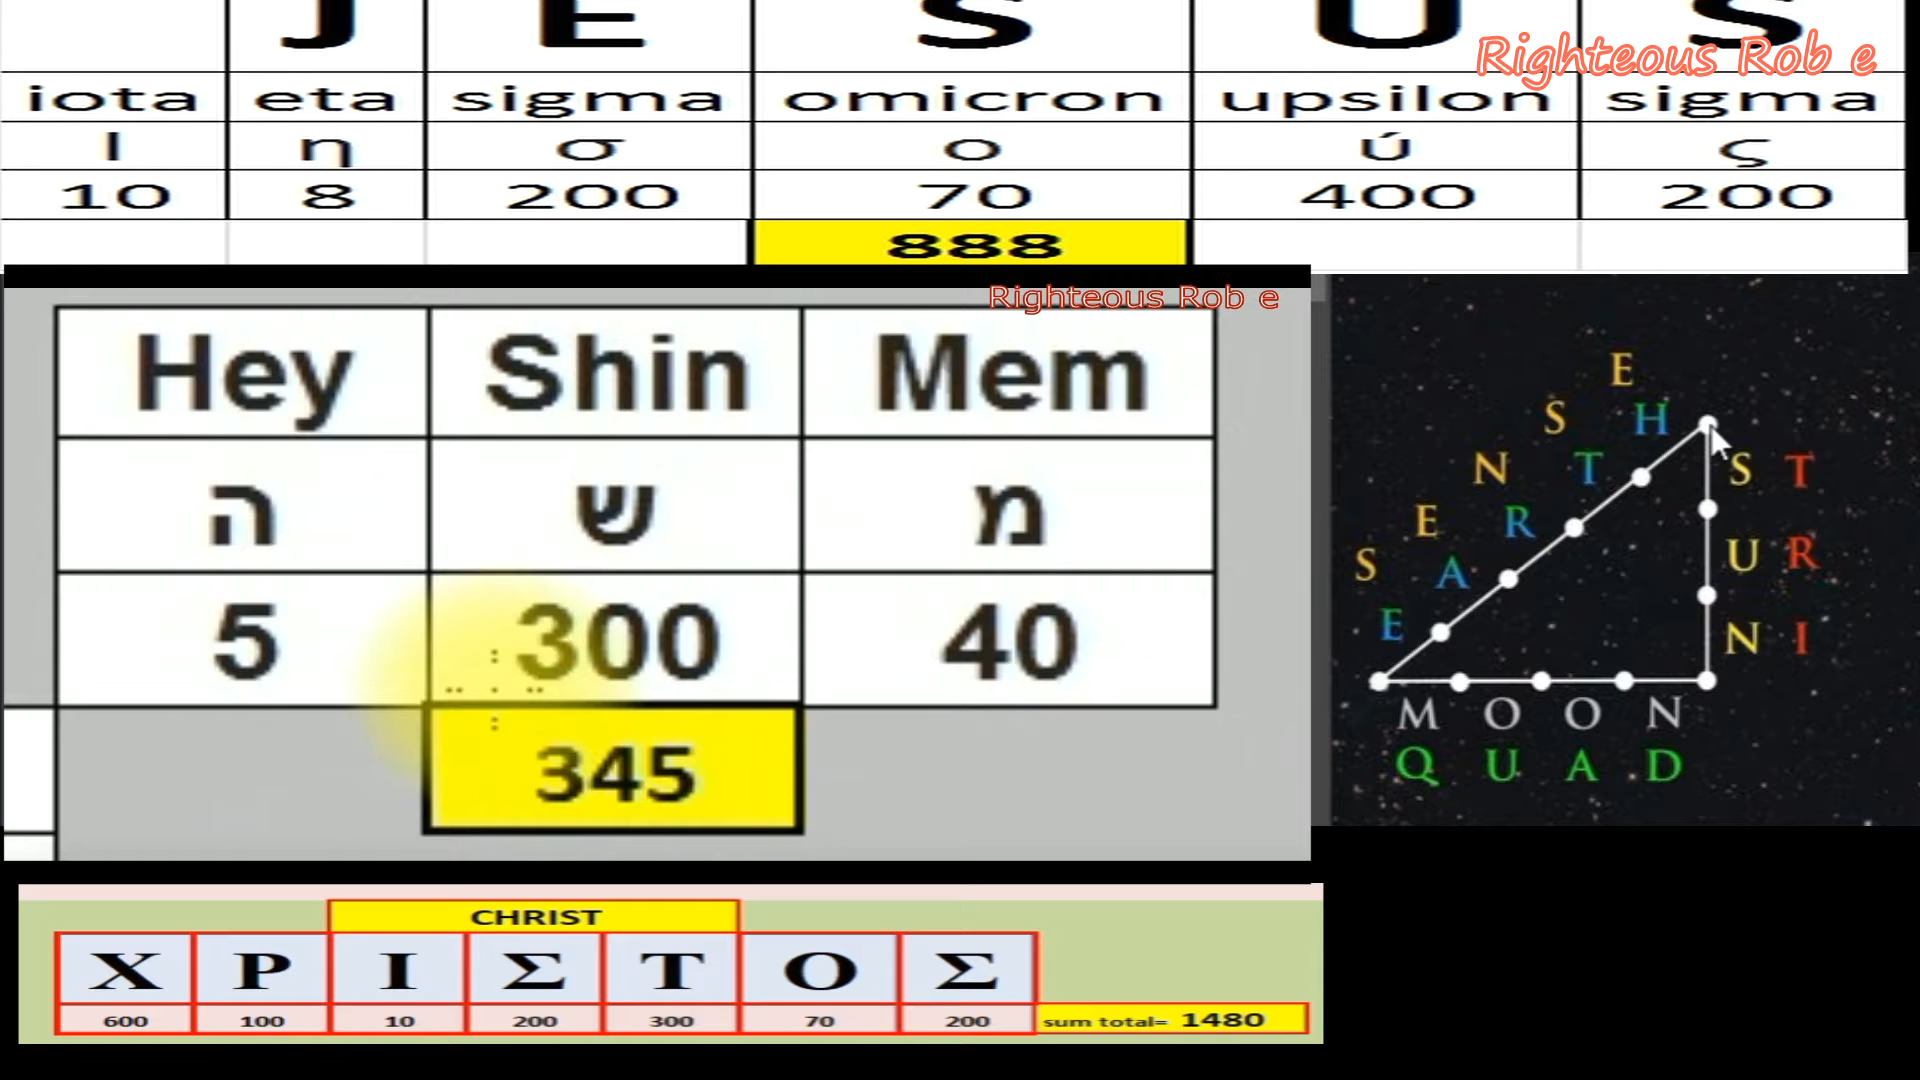 J E S U S
Righteous Rob e
iota eta sigma omicron upsilon sigma
Ι η σ ο ύ ς
10 8 200 70 400 200
888
Righteous Rob e
Hey Shin Mem
ה ש מ
5 300 40
345
E
S H
N T S T
E R U R
S A
E N I
M O O N
Q U A D
CHRIST
Χ Ρ Ι Σ Τ Ο Σ
600 100 10 200 300 70 200 sum total= 1480